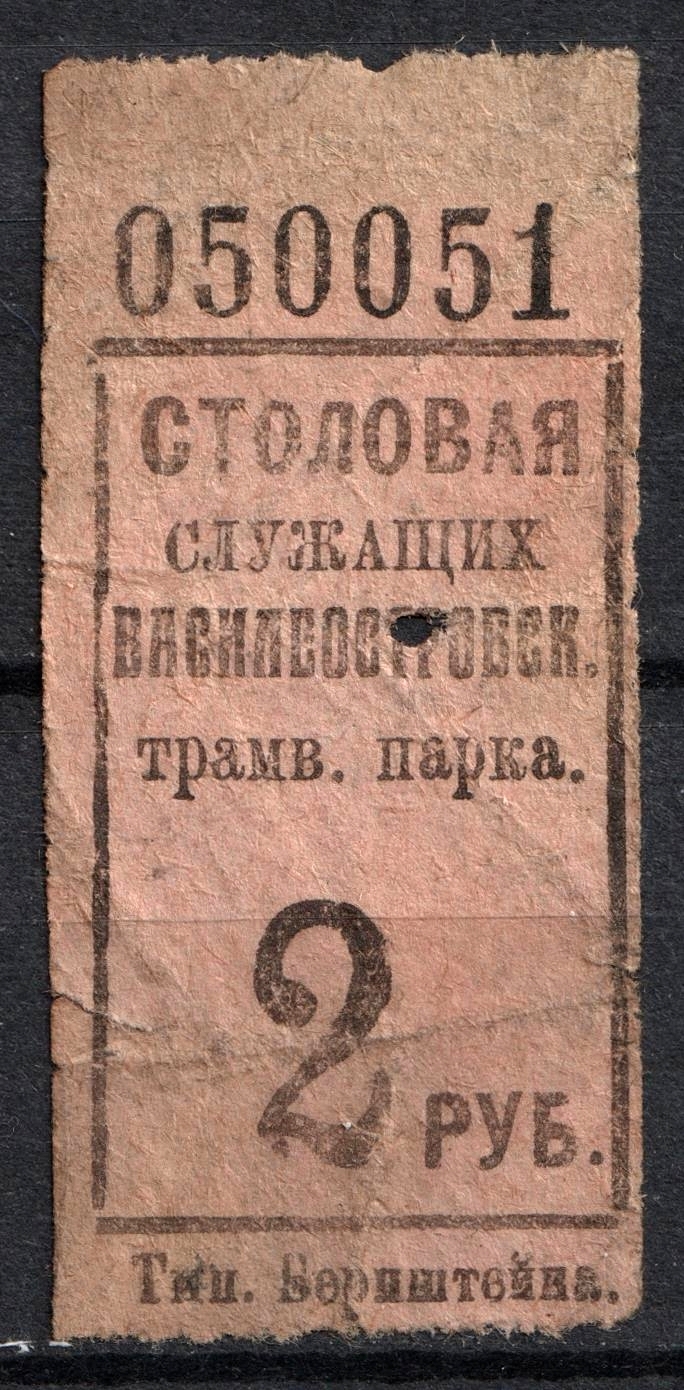 050051
СТОЛОВАЯ
СЛУЖАЩИХ
ВАСИЛЕОСТРОВСК.
трамв. парка.
2 РУБ.
Тип. Бернштейна.